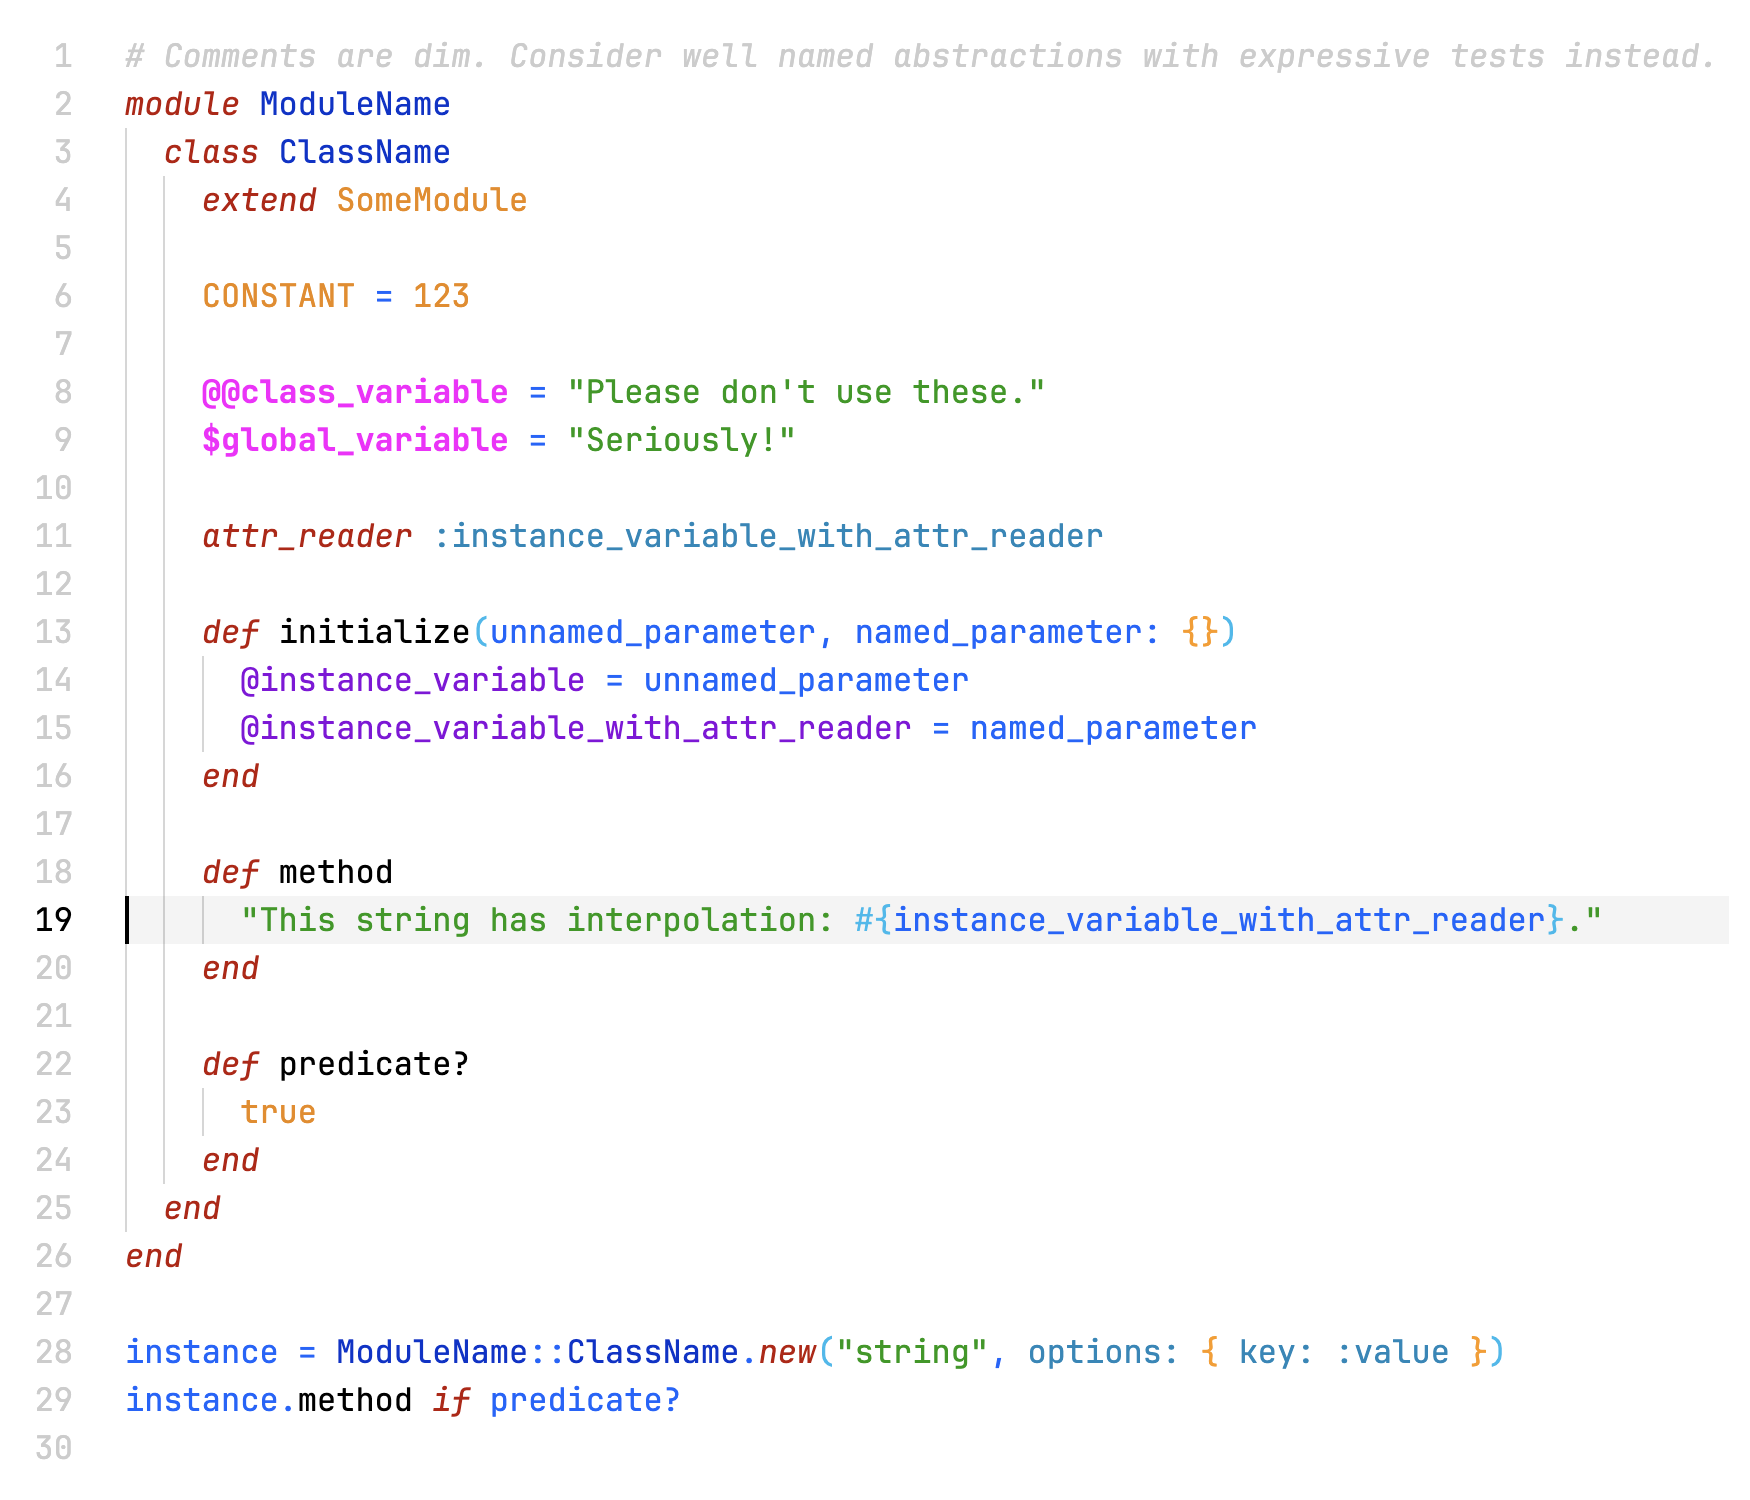 1 # Comments are dim. Consider well named abstractions with expressive tests instead.
2 module ModuleName
3   class ClassName
4     extend SomeModule
5
6     CONSTANT = 123
7
8     @@class_variable = "Please don't use these."
9     $global_variable = "Seriously!"
10
11     attr_reader :instance_variable_with_attr_reader
12
13     def initialize(unnamed_parameter, named_parameter: {})
14       @instance_variable = unnamed_parameter
15       @instance_variable_with_attr_reader = named_parameter
16     end
17
18     def method
19       "This string has interpolation: #{instance_variable_with_attr_reader}."
20     end
21
22     def predicate?
23       true
24     end
25   end
26 end
27
28 instance = ModuleName::ClassName.new("string", options: { key: :value })
29 instance.method if predicate?
30